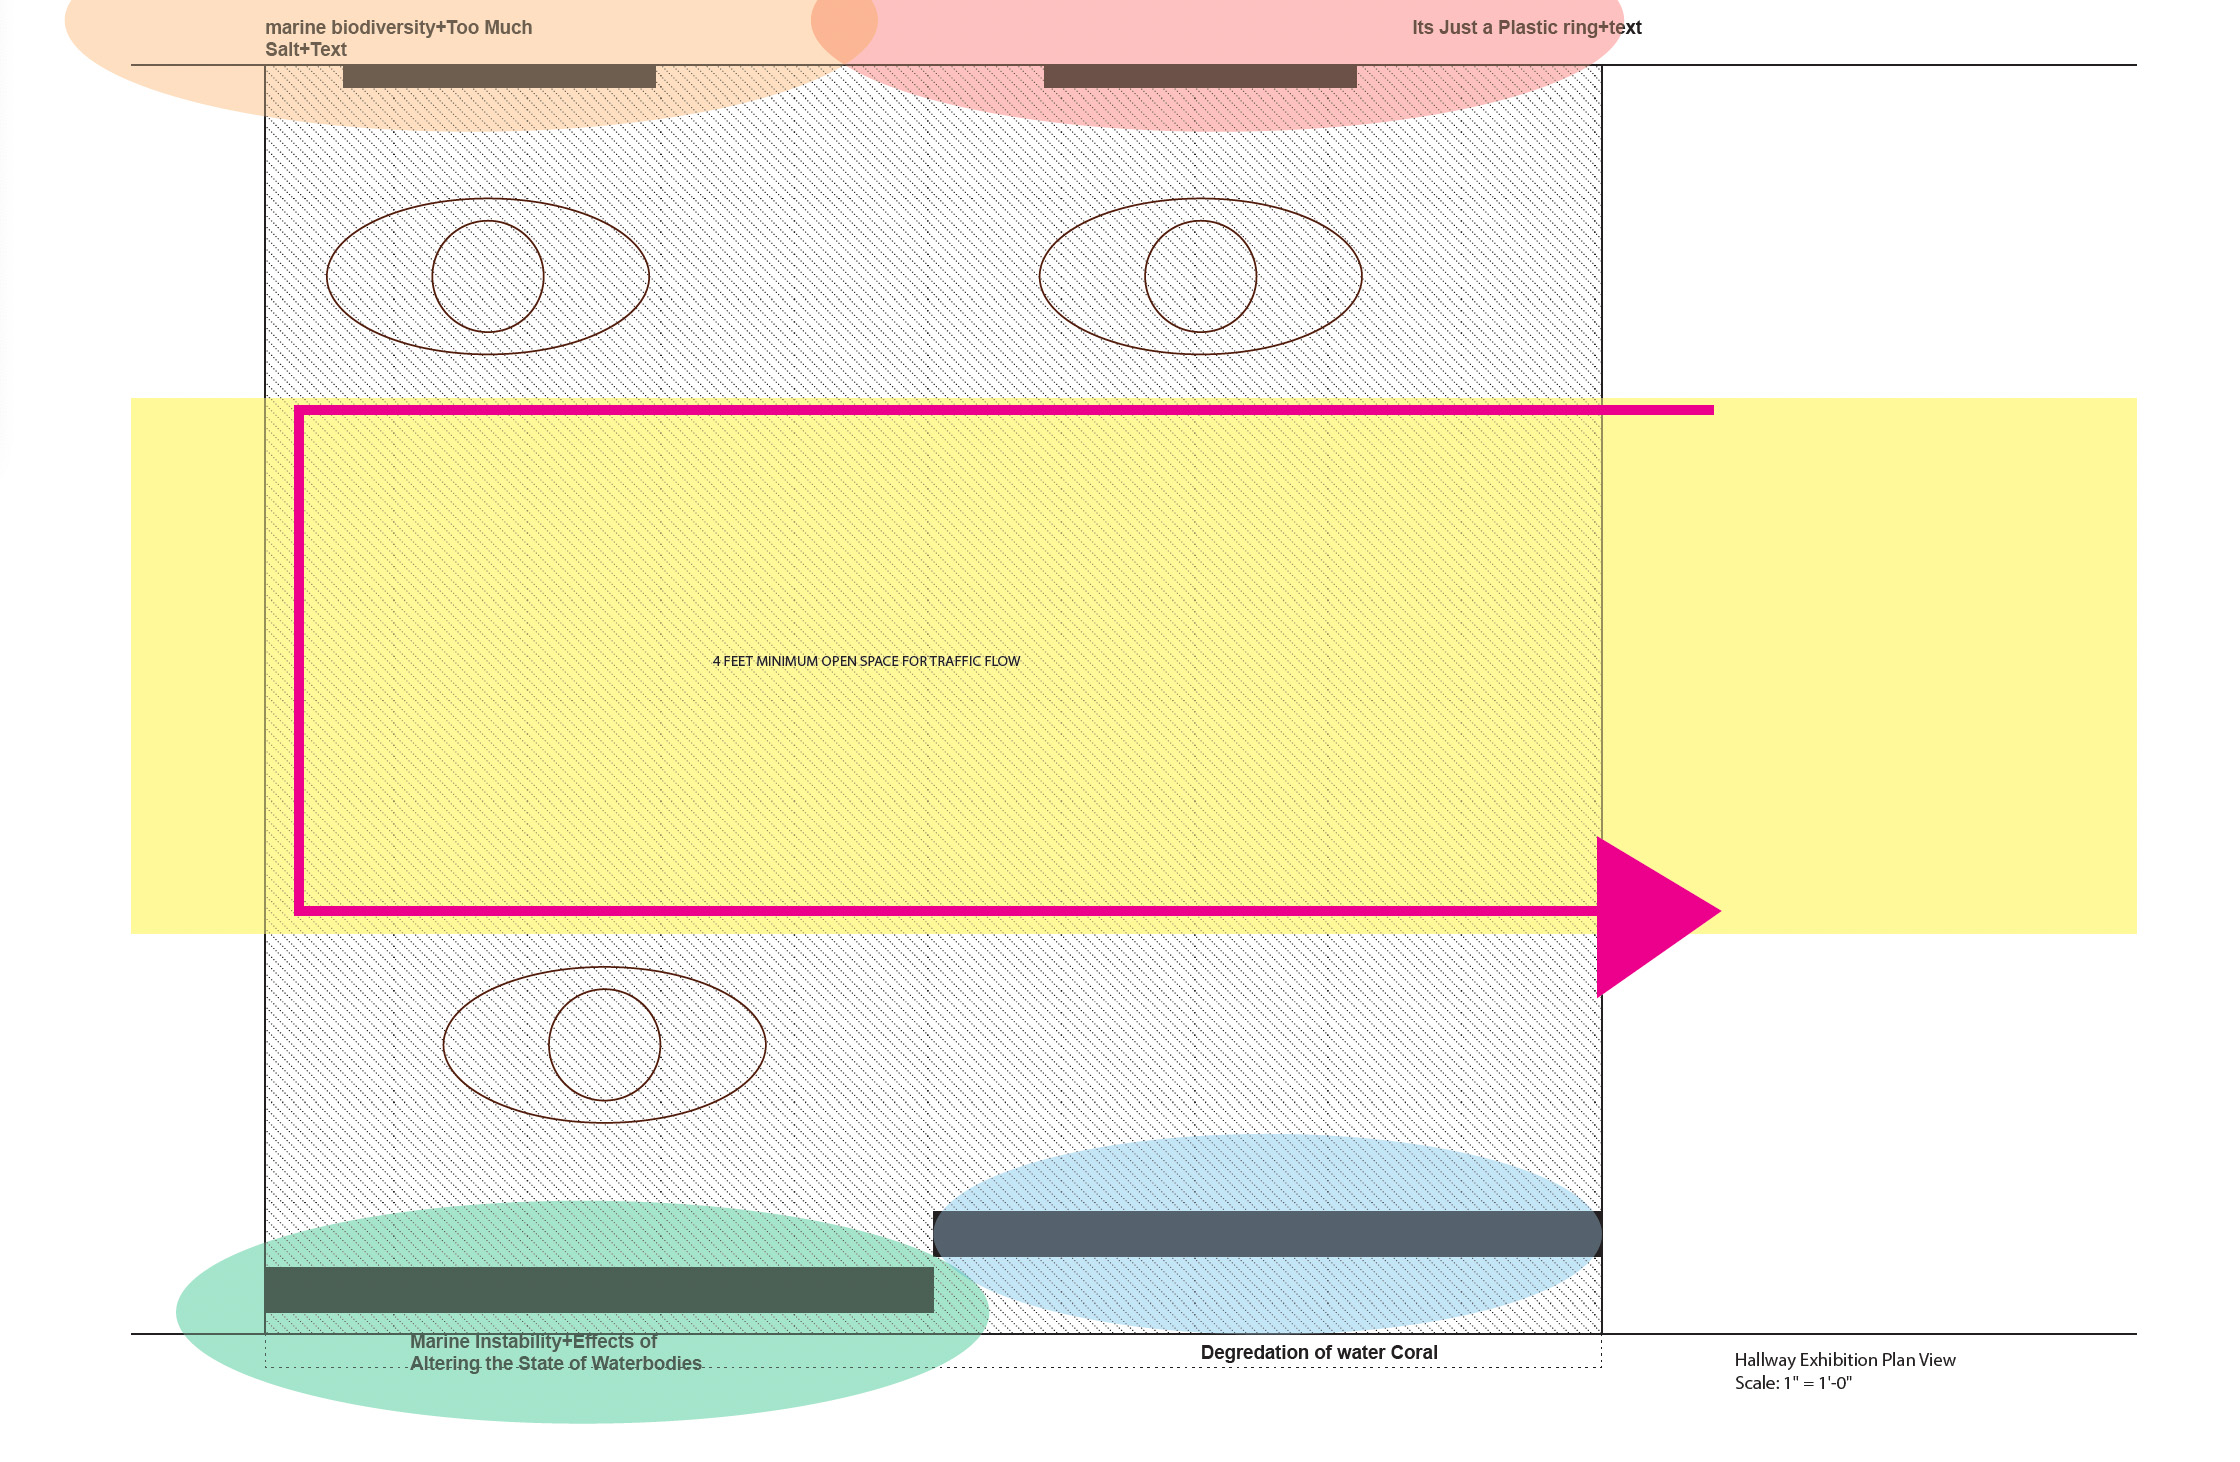 marine biodiversity+Too Much
Salt+Text
Its Just a Plastic ring+text
4 FEET MINIMUM OPEN SPACE FOR TRAFFIC FLOW
Marine Instability+Effects of
Altering the State of Waterbodies
Degredation of water Coral
Hallway Exhibition Plan View
Scale: 1" = 1'-0"